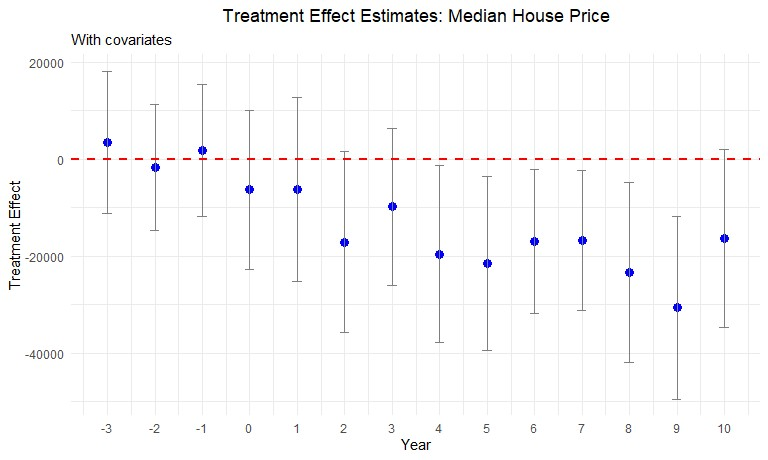 Treatment Effect Estimates: Median House Price
With covariates
20000
0
-20000
-40000
Treatment Effect
-3 -2 -1 0 1 2 3 4 5 6 7 8 9 10
Year